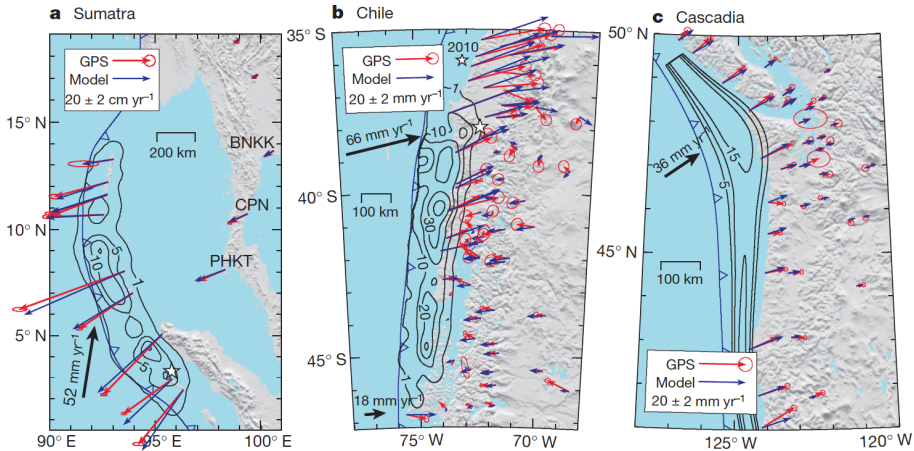 a Sumatra
GPS
Model
20 ± 2 cm yr⁻¹
200 km
15° N
10° N
5° N
BNKK
CPN
PHKT
1
5
10
5
52 mm yr⁻¹
90° E
95° E
100° E
b Chile
35° S
40° S
45° S
GPS
Model
20 ± 2 mm yr⁻¹
2010
66 mm yr⁻¹
100 km
1
10
30
10
20
1
18 mm yr⁻¹
75° W
70° W
c Cascadia
50° N
45° N
36 mm yr⁻¹
15
5
100 km
GPS
Model
20 ± 2 mm yr⁻¹
125° W
120° W